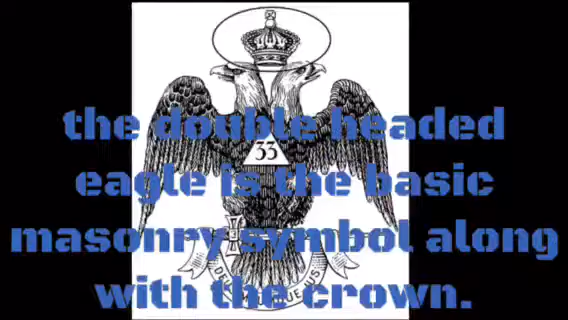 33
the double headed
eagle is the basic
masonry symbol along
with the crown.